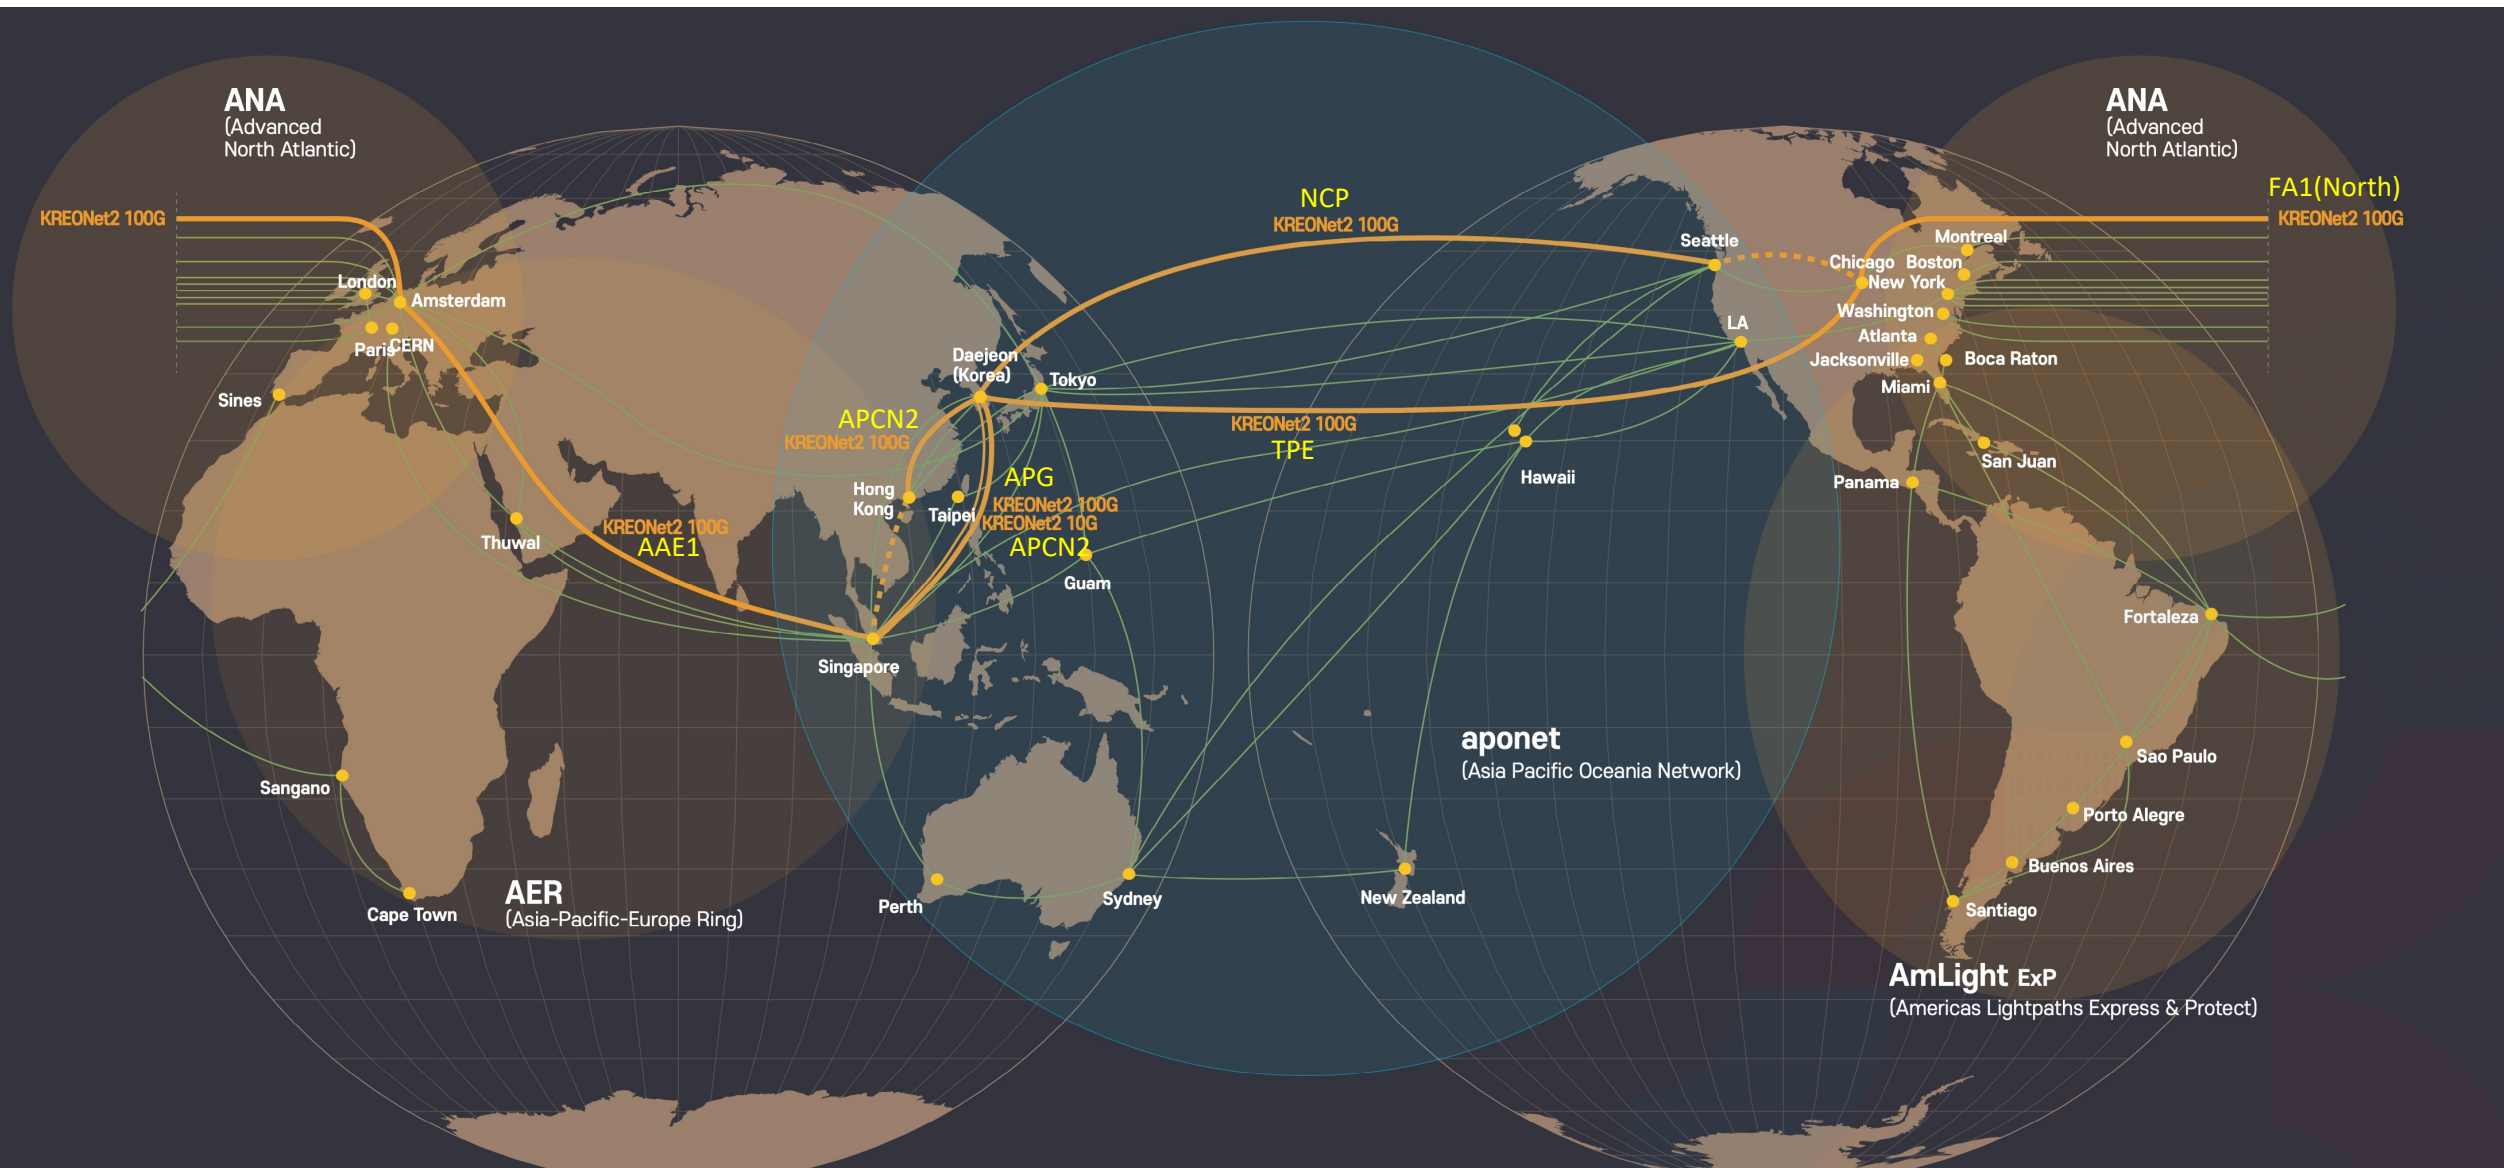 ANA
(Advanced
North Atlantic)
ANA
(Advanced
North Atlantic)
FA1(North)
KREONet2 100G
KREONet2 100G
NCP
KREONet2 100G
Seattle
Montreal
Chicago
Boston
New York
London
Amsterdam
Washington
LA
Atlanta
Paris
CERN
Daejeon
(Korea)
Tokyo
Jacksonville
Boca Raton
Miami
Sines
APCN2
KREONet2 100G
KREONet2 100G
TPE
San Juan
Hawaii
Panama
APG
Hong
Kong
Taipei
KREONet2 100G
KREONet2 10G
APCN2
KREONet2 100G
AAE1
Thuwal
Guam
Fortaleza
Singapore
aponet
(Asia Pacific Oceania Network)
Sao Paulo
Sangano
Porto Alegre
Buenos Aires
AER
(Asia-Pacific-Europe Ring)
Cape Town
Perth
Sydney
New Zealand
Santiago
AmLight ExP
(Americas Lightpaths Express & Protect)